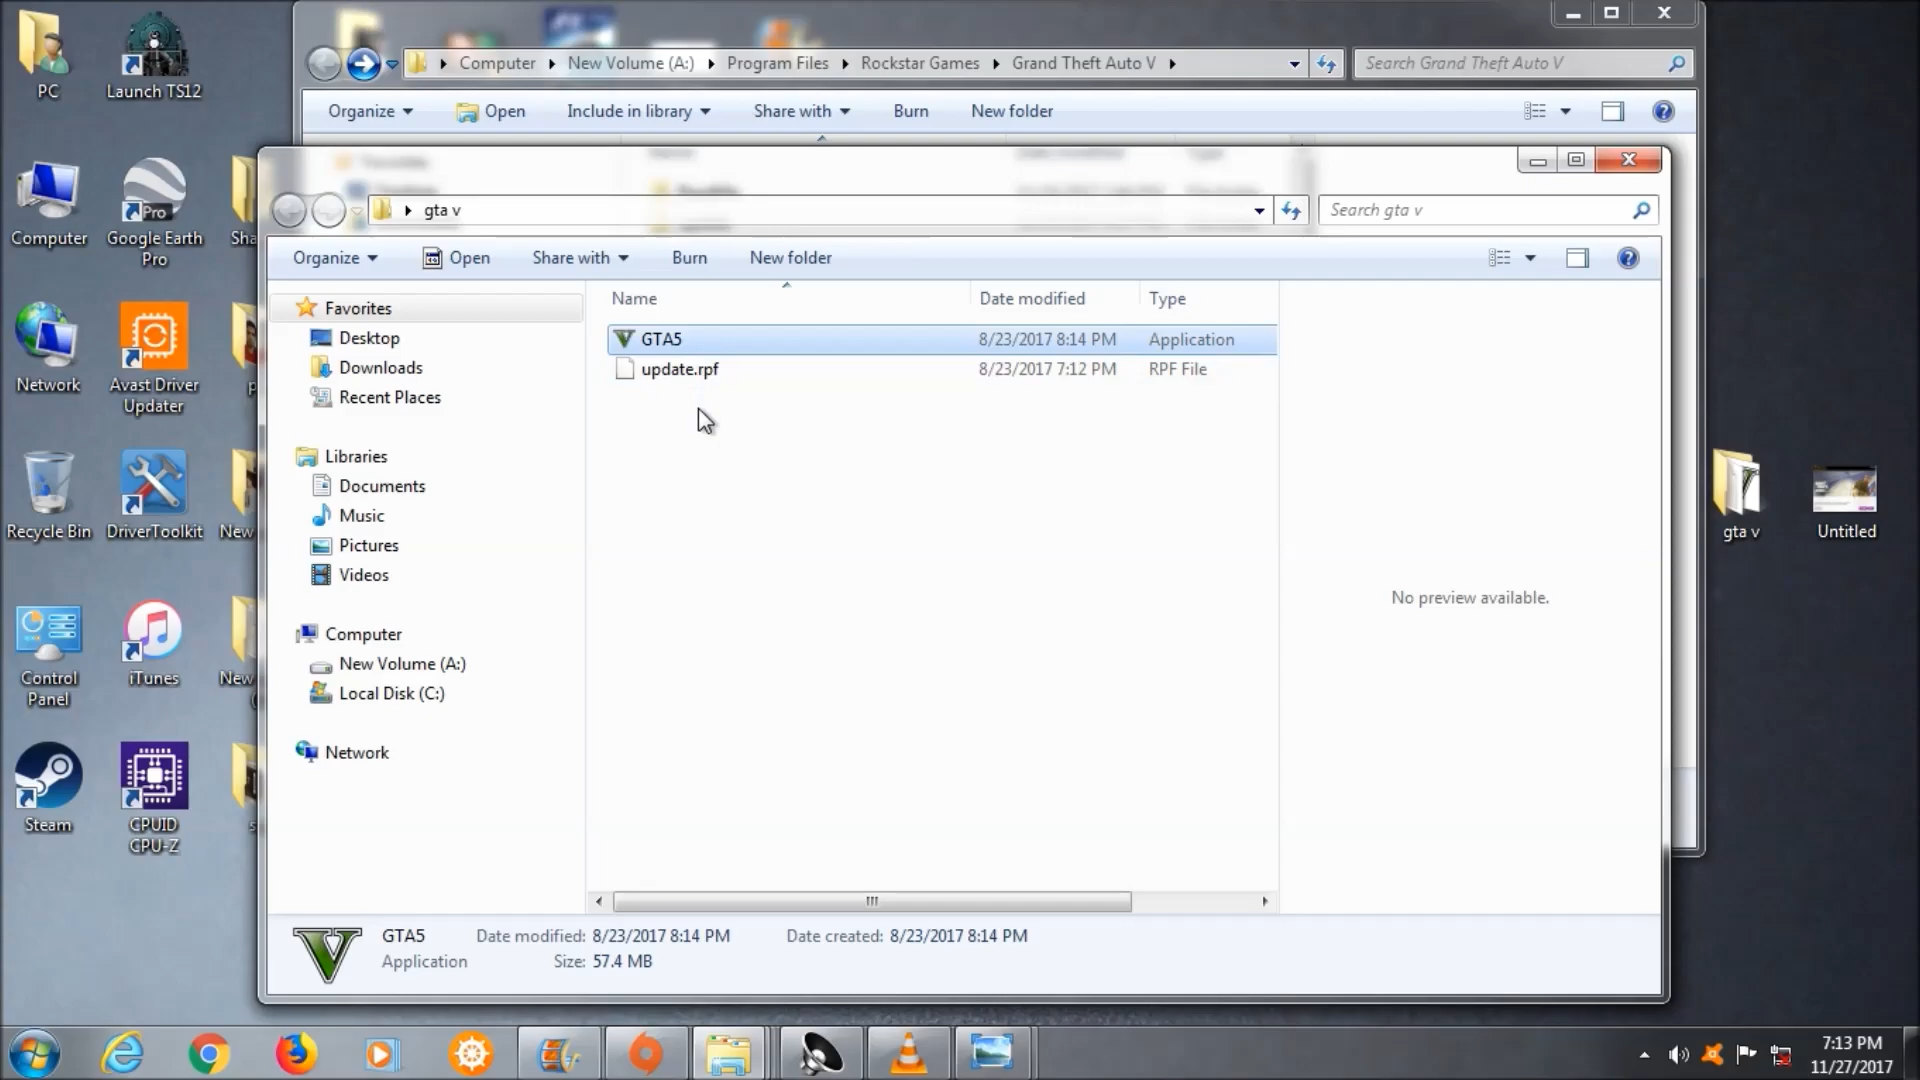 PC
Launch TS12
Computer
Google Earth
Pro
Sha
Network
Avast Driver
Updater
p
Recycle Bin
DriverToolkit
New
Control
Panel
iTunes
New
(
Steam
CPUID
CPU-Z
s
Computer New Volume (A:) Program Files Rockstar Games Grand Theft Auto V
Search Grand Theft Auto V
Organize Open Include in library Share with Burn New folder
gta v
Search gta v
Organize Open Share with Burn New folder
Favorites
Desktop
Downloads
Recent Places
Libraries
Documents
Music
Pictures
Videos
Computer
New Volume (A:)
Local Disk (C:)
Network
Name Date modified Type
GTA5 8/23/2017 8:14 PM Application
update.rpf 8/23/2017 7:12 PM RPF File
No preview available.
GTA5 Date modified: 8/23/2017 8:14 PM Date created: 8/23/2017 8:14 PM
Application Size: 57.4 MB
gta v
Untitled
7:13 PM
11/27/2017